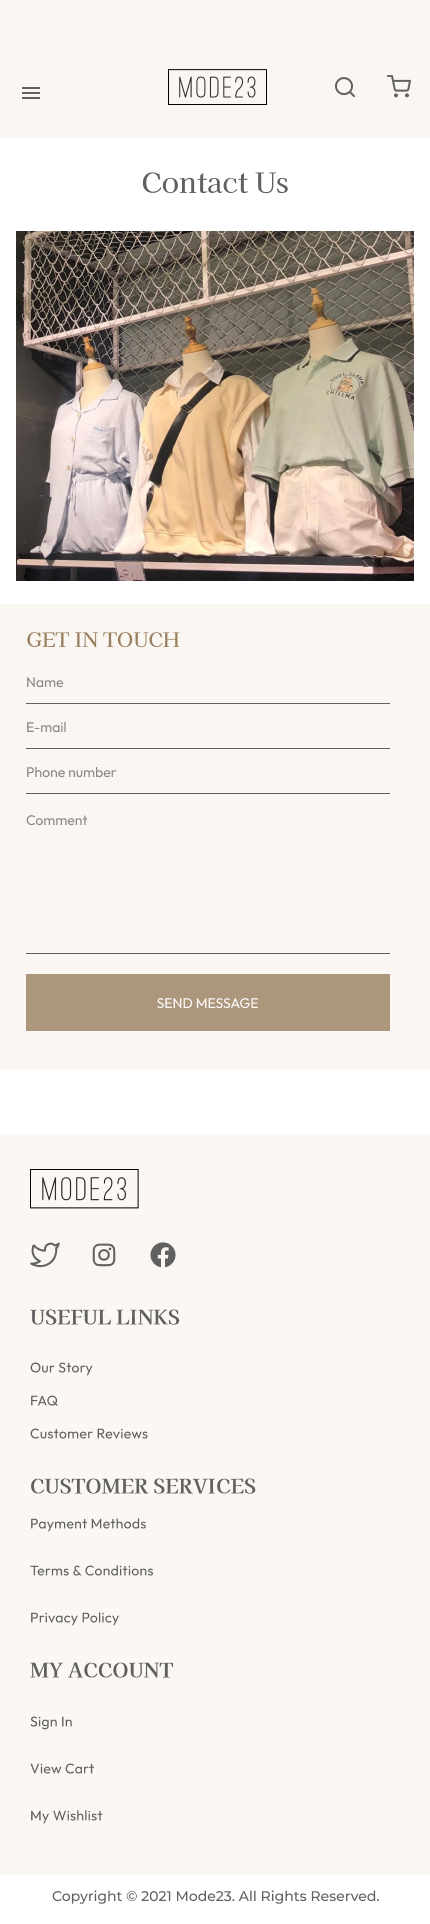 MODE23
Contact Us
COOL BEANS
CHILLMA
GET IN TOUCH
Name
E-mail
Phone number
Comment
SEND MESSAGE
MODE23
USEFUL LINKS
Our Story
FAQ
Customer Reviews
CUSTOMER SERVICES
Payment Methods
Terms & Conditions
Privacy Policy
MY ACCOUNT
Sign In
View Cart
My Wishlist
Copyright © 2021 Mode23. All Rights Reserved.